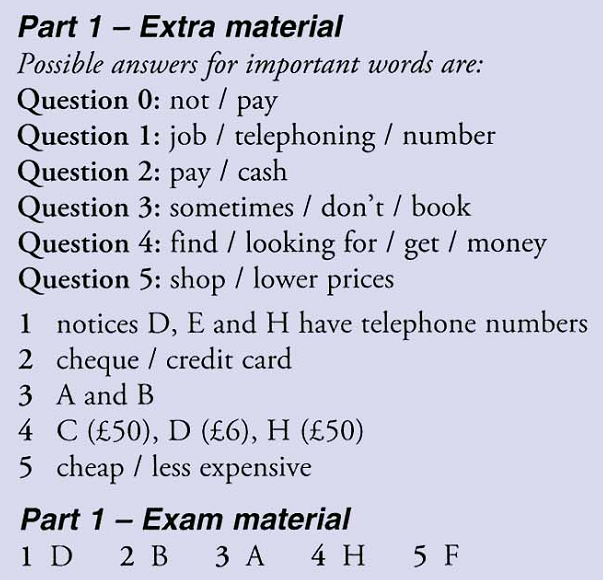 Part 1 – Extra material
Possible answers for important words are:
Question 0: not / pay
Question 1: job / telephoning / number
Question 2: pay / cash
Question 3: sometimes / don't / book
Question 4: find / looking for / get / money
Question 5: shop / lower prices
1 notices D, E and H have telephone numbers
2 cheque / credit card
3 A and B
4 C (£50), D (£6), H (£50)
5 cheap / less expensive
Part 1 – Exam material
1 D 2 B 3 A 4 H 5 F